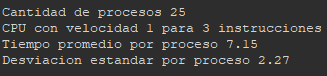 Cantidad de procesos 25
CPU con velocidad 1 para 3 instrucciones
Tiempo promedio por proceso 7.15
Desviacion estandar por proceso 2.27